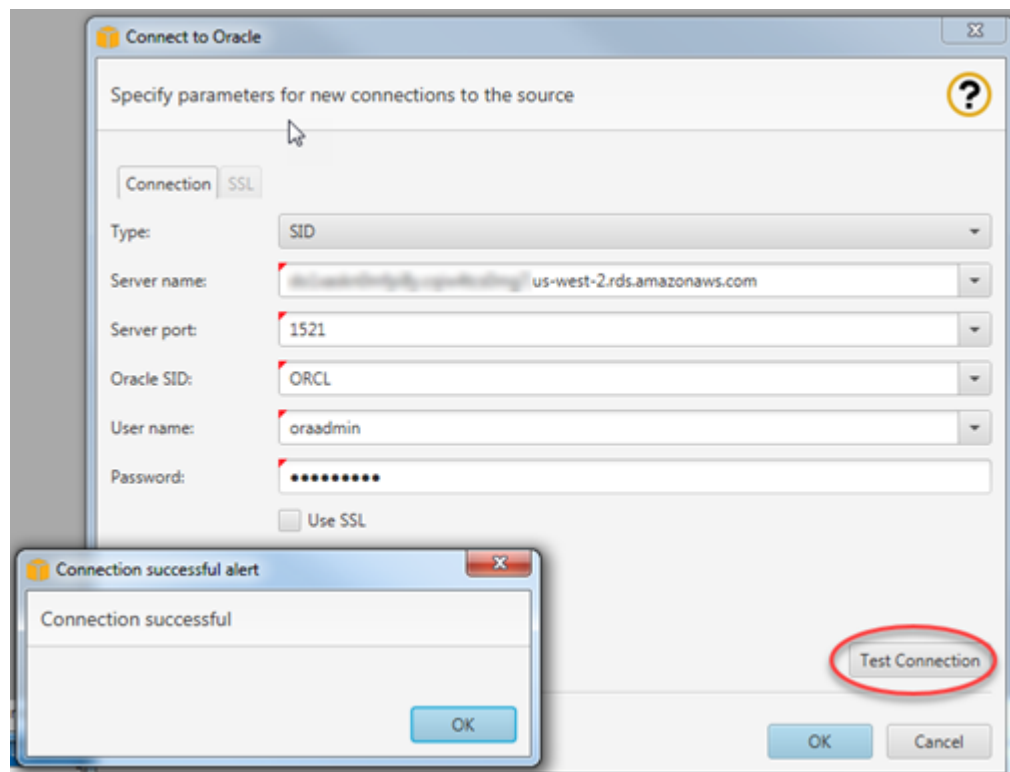 Connect to Oracle
Specify parameters for new connections to the source
?
Connection SSL
Type: SID
Server name: us-west-2.rds.amazonaws.com
Server port: 1521
Oracle SID: ORCL
User name: oraadmin
Password: •••••••••
Use SSL
Connection successful alert
Connection successful
OK
Test Connection
OK Cancel